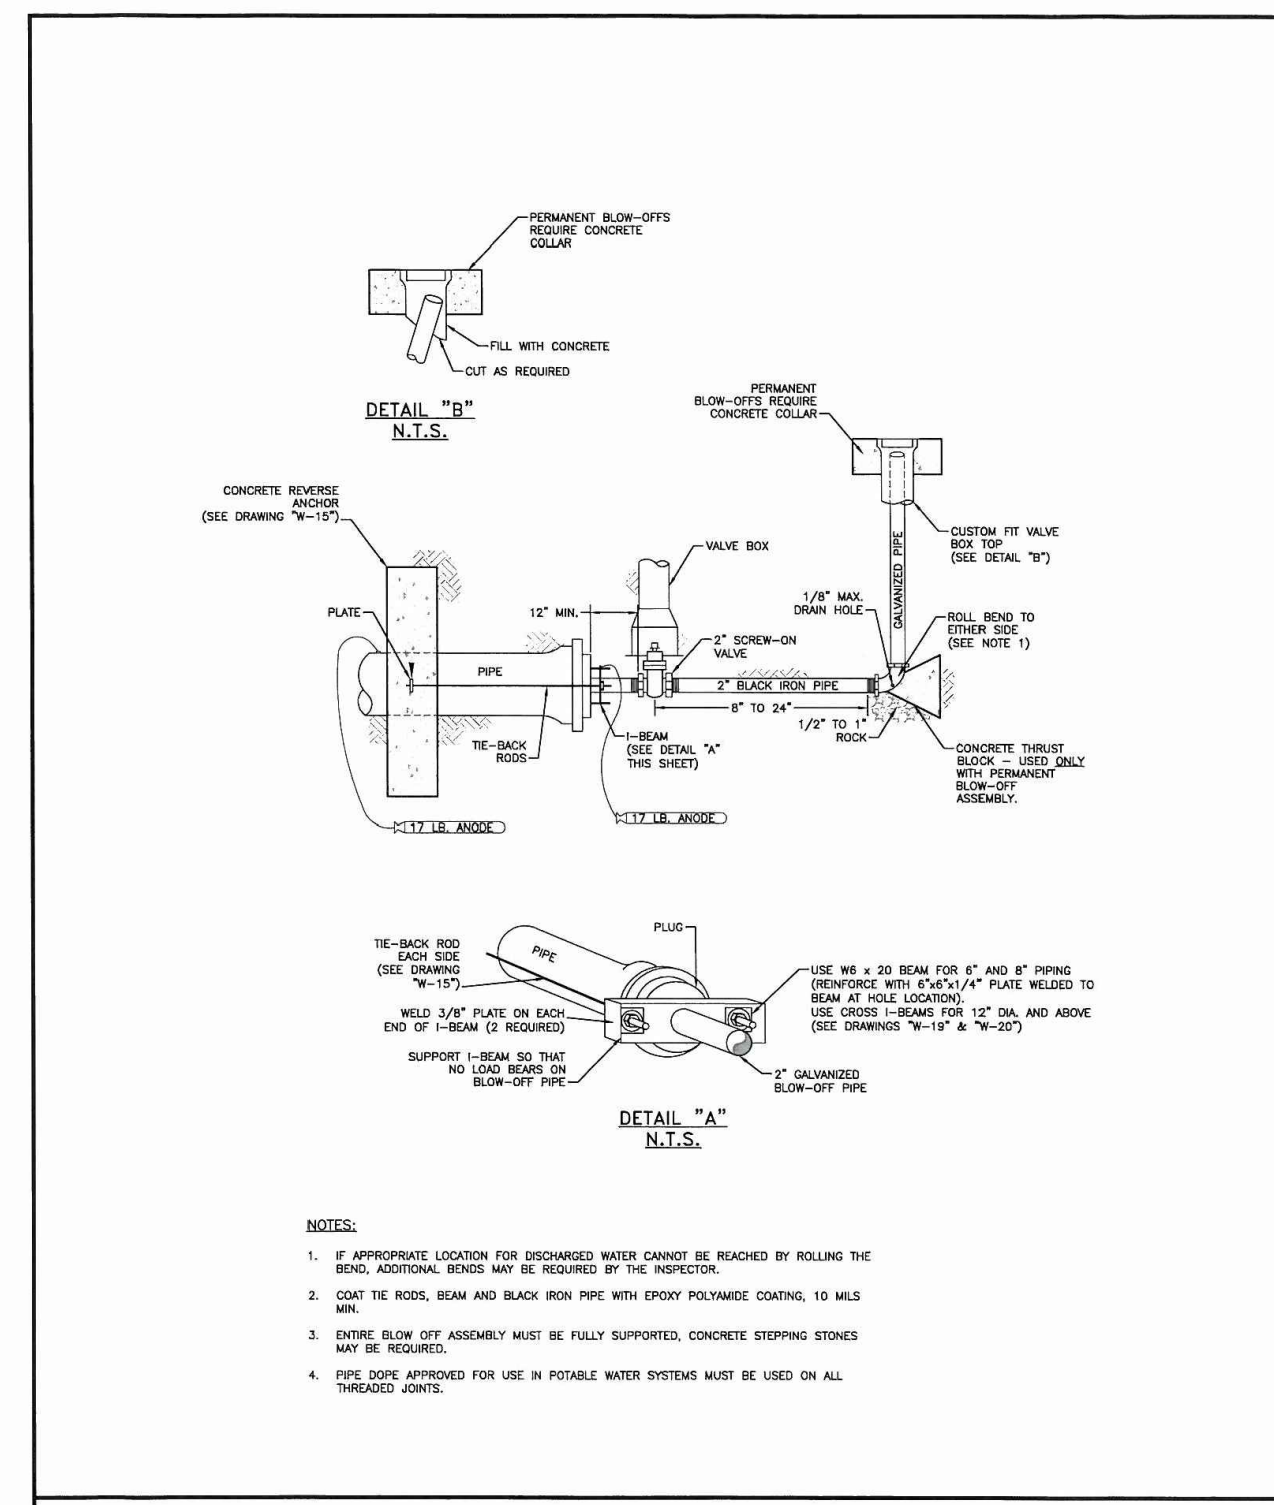 PERMANENT BLOW-OFFS
REQUIRE CONCRETE
COLLAR
FILL WITH CONCRETE
CUT AS REQUIRED
DETAIL "B"
N.T.S.
PERMANENT
BLOW-OFFS REQUIRE
CONCRETE COLLAR
CONCRETE REVERSE
ANCHOR
(SEE DRAWING "W-15")
VALVE BOX
CUSTOM FIT VALVE
BOX TOP
(SEE DETAIL "B")
GALVANIZED PIPE
1/8" MAX.
DRAIN HOLE
PLATE
12" MIN.
ROLL BEND TO
EITHER SIDE
(SEE NOTE 1)
2" SCREW-ON
VALVE
PIPE
2" BLACK IRON PIPE
8" TO 24"
1/2" TO 1"
ROCK
TIE-BACK
RODS
I-BEAM
(SEE DETAIL "A"
THIS SHEET)
CONCRETE THRUST
BLOCK - USED ONLY
WITH PERMANENT
BLOW-OFF
ASSEMBLY.
17 LB. ANODE
17 LB. ANODE
PLUG
TIE-BACK ROD
EACH SIDE
(SEE DRAWING
"W-15")
PIPE
USE W6 x 20 BEAM FOR 6" AND 8" PIPING
(REINFORCE WITH 6"x6"x1/4" PLATE WELDED TO
BEAM AT HOLE LOCATION).
USE CROSS I-BEAMS FOR 12" DIA. AND ABOVE
(SEE DRAWINGS "W-19" & "W-20")
WELD 3/8" PLATE ON EACH
END OF I-BEAM (2 REQUIRED)
SUPPORT I-BEAM SO THAT
NO LOAD BEARS ON
BLOW-OFF PIPE
2" GALVANIZED
BLOW-OFF PIPE
DETAIL "A"
N.T.S.
NOTES:
1. IF APPROPRIATE LOCATION FOR DISCHARGED WATER CANNOT BE REACHED BY ROLLING THE
BEND, ADDITIONAL BENDS MAY BE REQUIRED BY THE INSPECTOR.
2. COAT TIE RODS, BEAM AND BLACK IRON PIPE WITH EPOXY POLYAMIDE COATING, 10 MILS
MIN.
3. ENTIRE BLOW OFF ASSEMBLY MUST BE FULLY SUPPORTED, CONCRETE STEPPING STONES
MAY BE REQUIRED.
4. PIPE DOPE APPROVED FOR USE IN POTABLE WATER SYSTEMS MUST BE USED ON ALL
THREADED JOINTS.